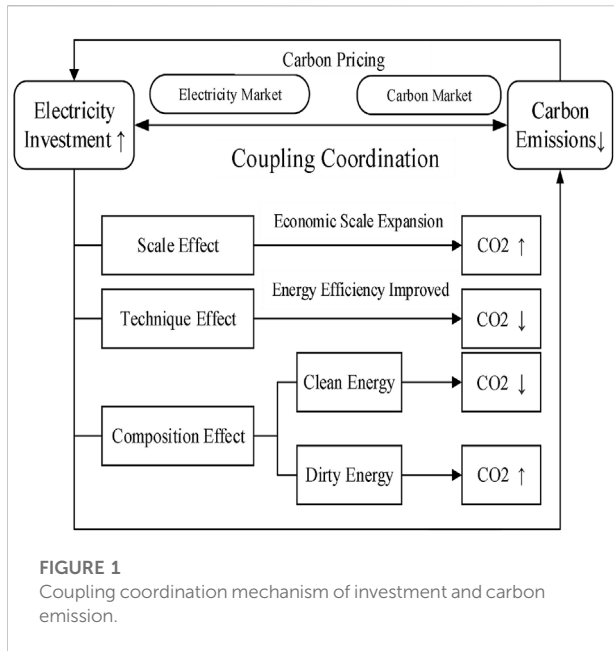 Carbon Pricing
Electricity Market
Carbon Market
Electricity
Investment ↑
Carbon
Emissions↓
Coupling Coordination
Scale Effect
Economic Scale Expansion
CO2 ↑
Technique Effect
Energy Efficiency Improved
CO2 ↓
Composition Effect
Clean Energy
CO2 ↓
Dirty Energy
CO2 ↑
FIGURE 1
Coupling coordination mechanism of investment and carbon
emission.